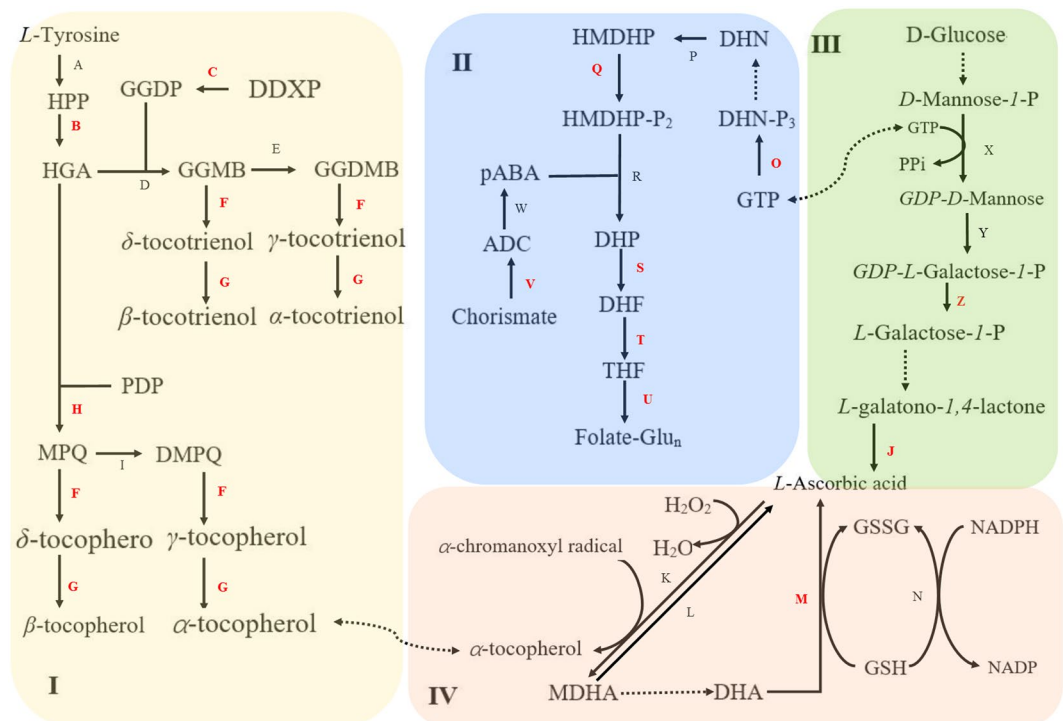 L-Tyrosine
A
HPP
B
HGA
GGDP
C
DDXP
D
GGMB
E
GGDMB
F
F
δ-tocotrienol
γ-tocotrienol
G
G
β-tocotrienol
α-tocotrienol
PDP
H
MPQ
I
DMPQ
F
F
δ-tocophero
γ-tocopherol
G
G
β-tocopherol
α-tocopherol
I
II
HMDHP
P
DHN
Q
HMDHP-P2
DHN-P3
O
GTP
pABA
R
W
ADC
V
Chorismate
DHP
S
DHF
T
THF
U
Folate-Glun
III
D-Glucose
D-Mannose-1-P
GTP
X
PPi
GDP-D-Mannose
Y
GDP-L-Galactose-1-P
Z
L-Galactose-1-P
L-galatono-1,4-lactone
J
L-Ascorbic acid
H2O2
H2O
α-chromanoxyl radical
K
L
α-tocopherol
MDHA
DHA
M
GSSG
NADPH
N
GSH
NADP
IV